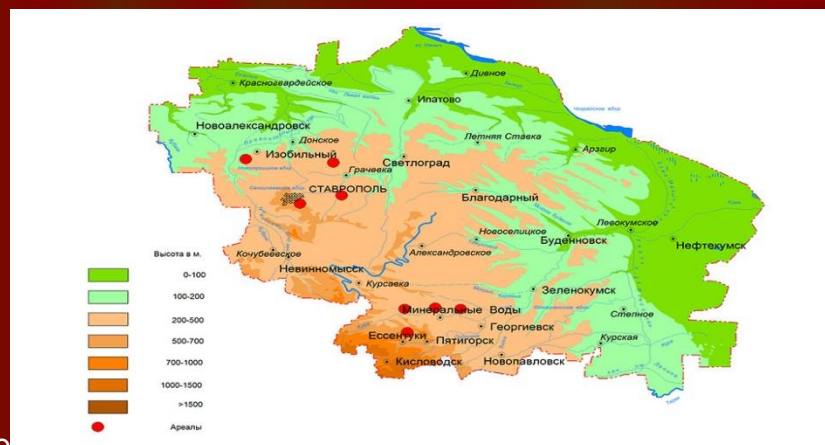 Дивное
Красногвардейское
Ипатово
Новоалександровск
Донское
Летняя Ставка
Арзгир
Изобильный
Светлоград
Грачевка
СТАВРОПОЛЬ
Благодарный
Левокумское
Новоселицкое
Буденновск
Нефтекумск
Кочубеевское
Александровское
Невинномысск
Курсавка
Зеленокумск
Минеральные Воды
Степное
Георгиевск
Ессентуки
Пятигорск
Курская
Кисловодск
Новопавловск
Высота в м.
0-100
100-200
200-500
500-700
700-1000
1000-1500
>1500
Ареалы